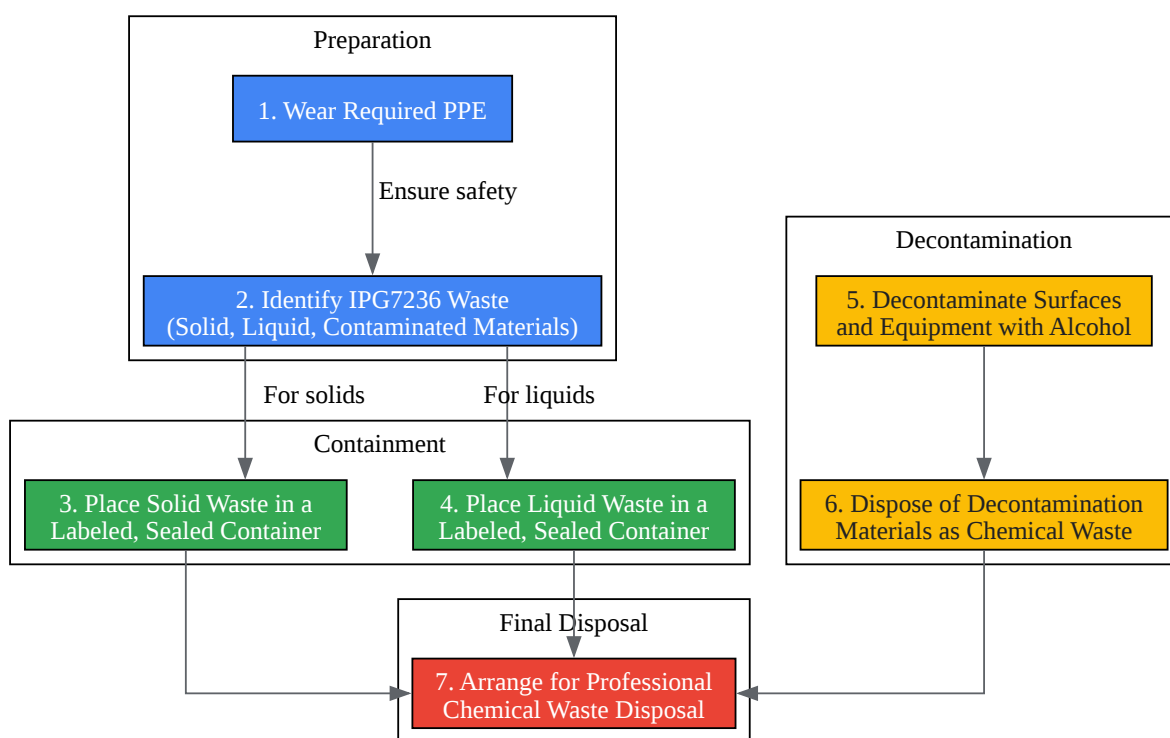 Preparation
1. Wear Required PPE
Ensure safety
2. Identify IPG7236 Waste
(Solid, Liquid, Contaminated Materials)
For solids
For liquids
Containment
3. Place Solid Waste in a
Labeled, Sealed Container
4. Place Liquid Waste in a
Labeled, Sealed Container
Decontamination
5. Decontaminate Surfaces
and Equipment with Alcohol
6. Dispose of Decontamination
Materials as Chemical Waste
Final Disposal
7. Arrange for Professional
Chemical Waste Disposal